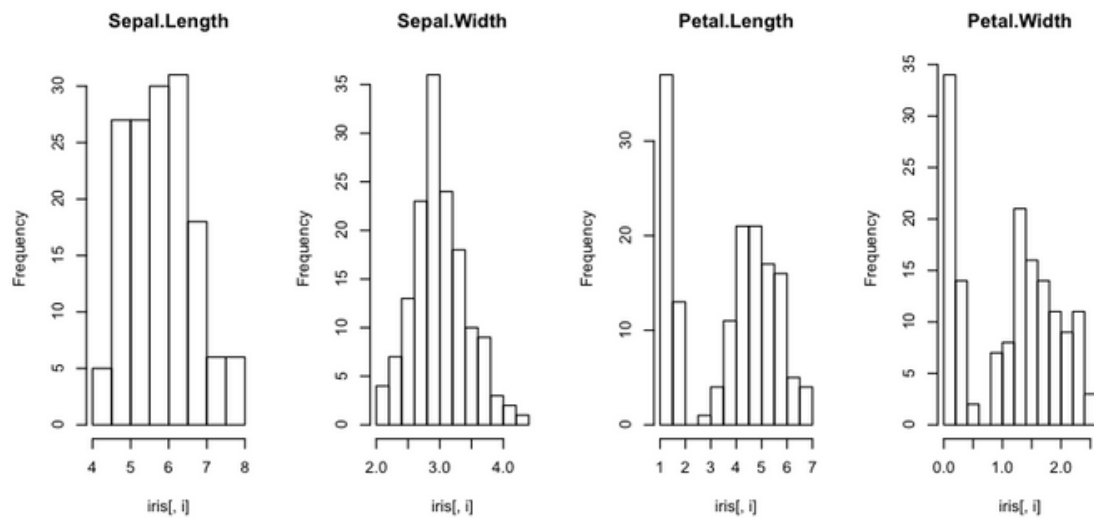 Sepal.Length
Sepal.Width
Petal.Length
Petal.Width
Frequency
30
25
20
15
10
5
0
4 5 6 7 8
iris[, i]
Frequency
35
30
25
20
15
10
5
0
2.0 3.0 4.0
iris[, i]
Frequency
30
20
10
0
1 2 3 4 5 6 7
iris[, i]
Frequency
35
30
25
20
15
10
5
0
0.0 1.0 2.0
iris[, i]